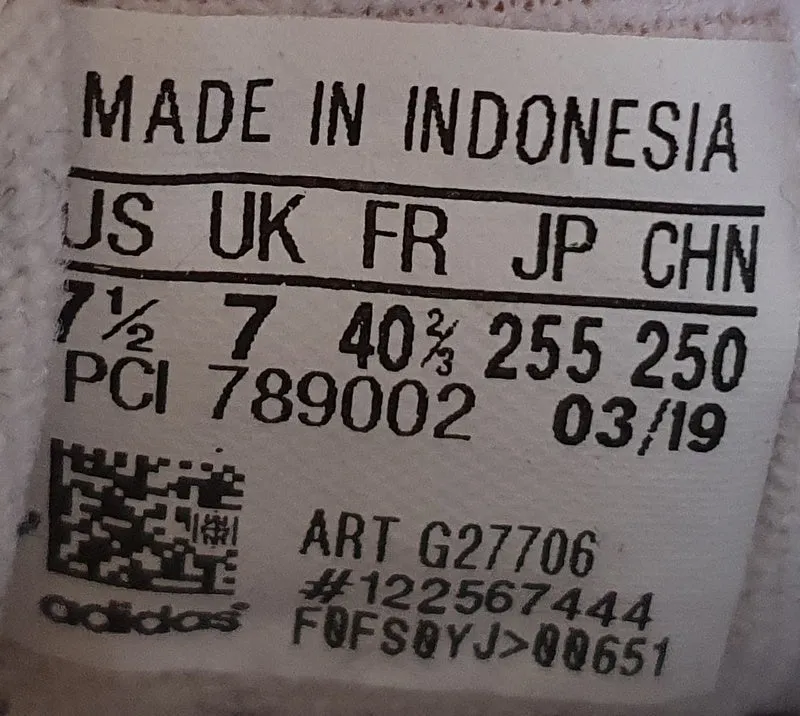 MADE IN INDONESIA
US UK FR JP CHN
7½ 7 40⅔ 255 250
PCI 789002 03/19
ART G27706
#122567444
adidas
F0FS0YJ>00651